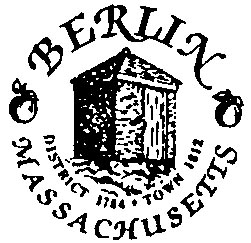 BERLIN
DISTRICT 1784 • TOWN 1812
MASSACHUSETTS